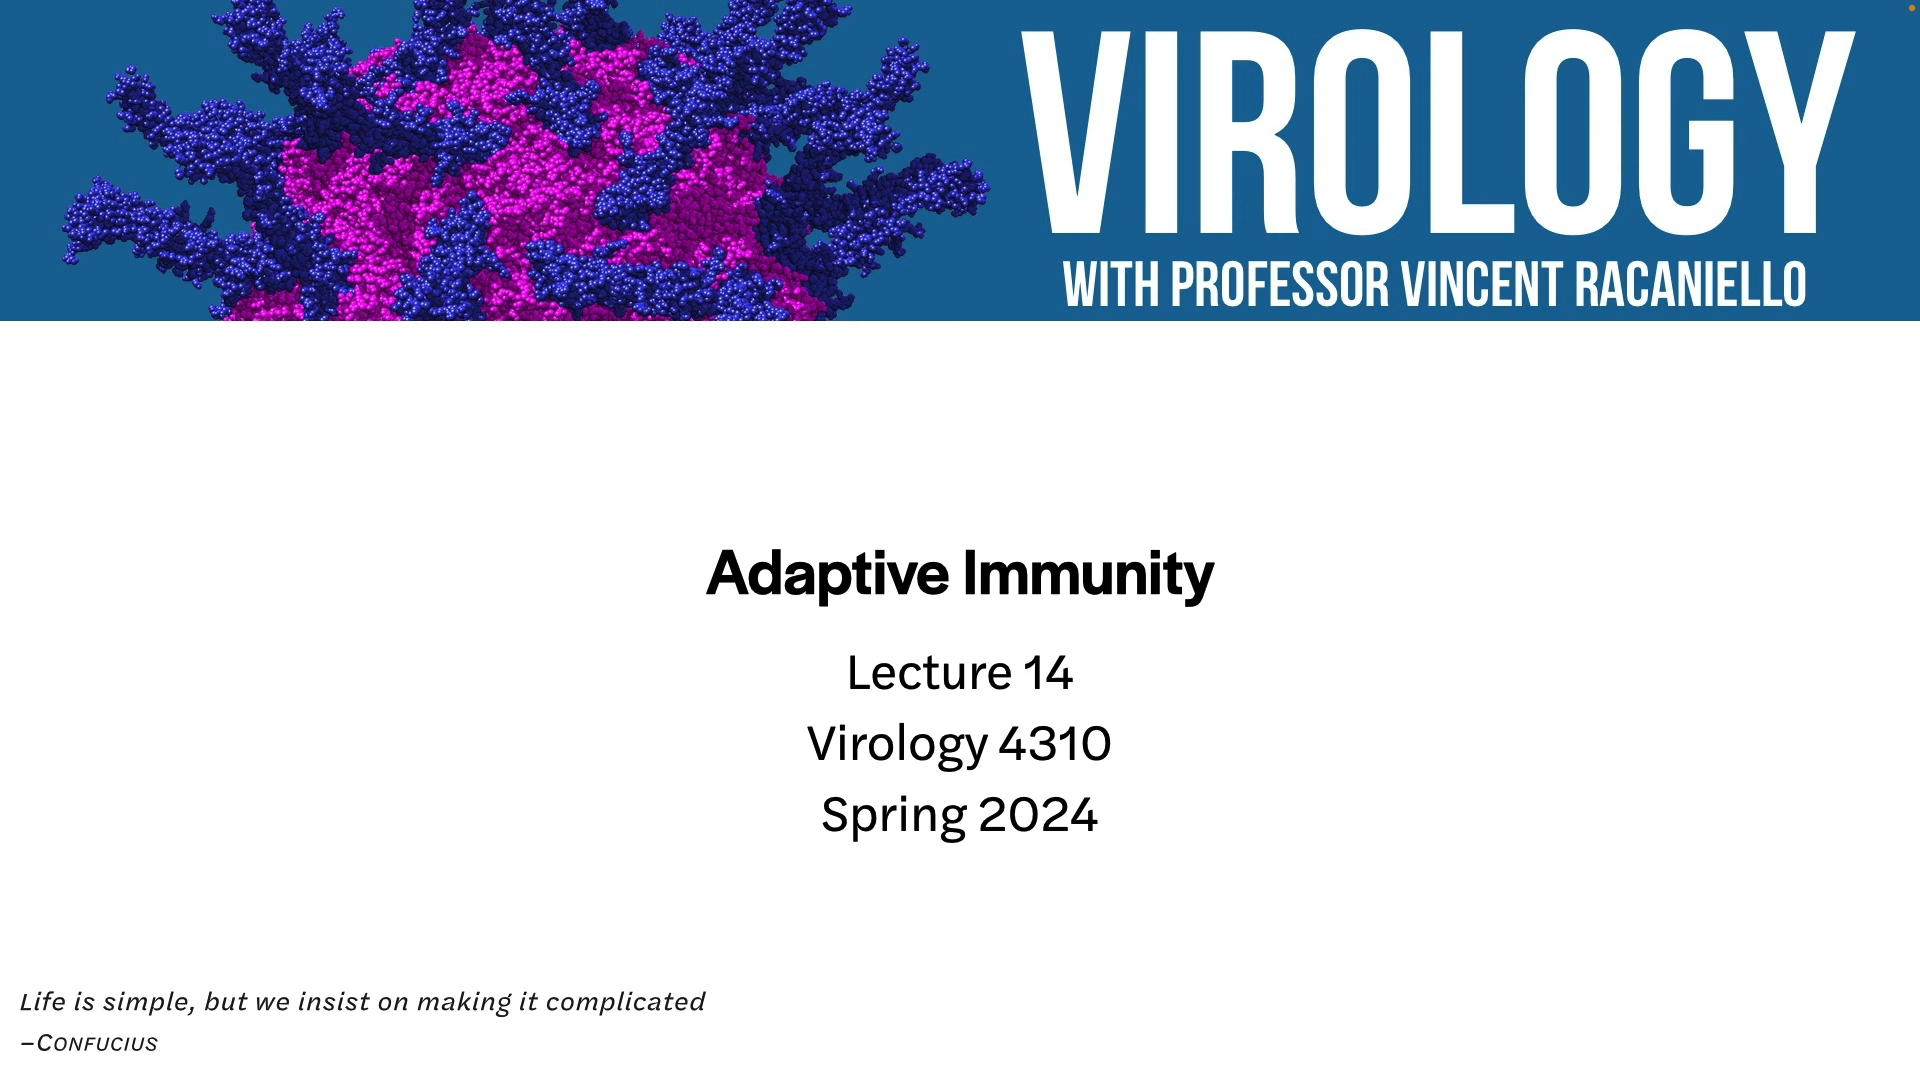 VIROLOGY
WITH PROFESSOR VINCENT RACANIELLO
Adaptive Immunity
Lecture 14
Virology 4310
Spring 2024
Life is simple, but we insist on making it complicated
–CONFUCIUS